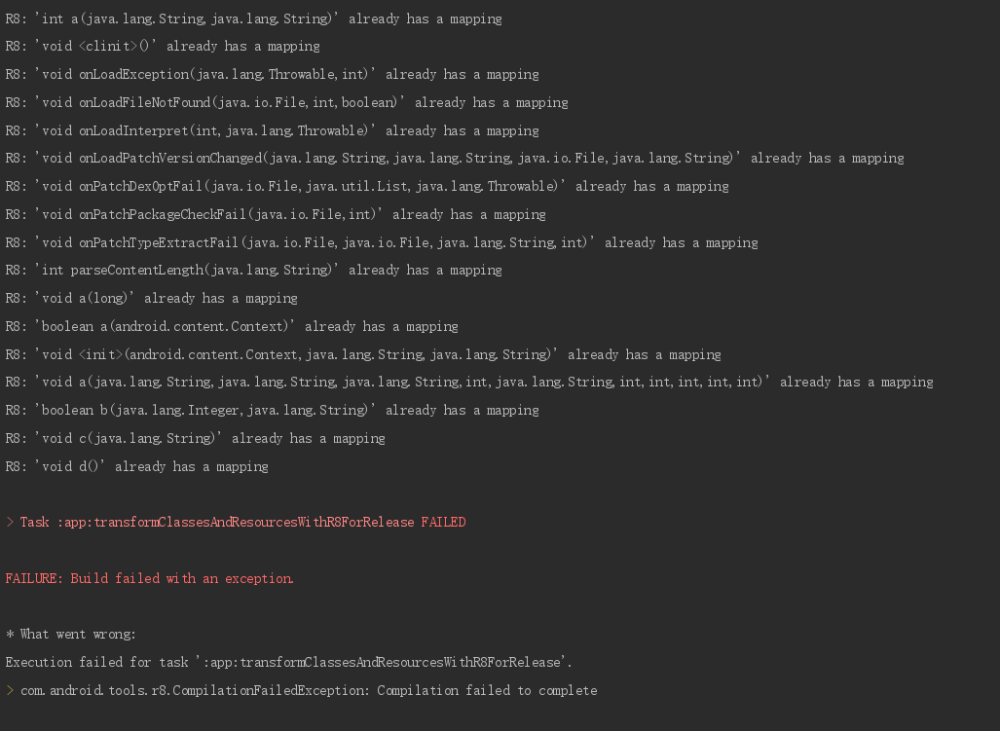 R8: 'int a(java.lang.String,java.lang.String)' already has a mapping
R8: 'void <clinit>()' already has a mapping
R8: 'void onLoadException(java.lang.Throwable,int)' already has a mapping
R8: 'void onLoadFileNotFound(java.io.File,int,boolean)' already has a mapping
R8: 'void onLoadInterpret(int,java.lang.Throwable)' already has a mapping
R8: 'void onLoadPatchVersionChanged(java.lang.String,java.lang.String,java.io.File,java.lang.String)' already has a mapping
R8: 'void onPatchDexOptFail(java.io.File,java.util.List,java.lang.Throwable)' already has a mapping
R8: 'void onPatchPackageCheckFail(java.io.File,int)' already has a mapping
R8: 'void onPatchTypeExtractFail(java.io.File,java.io.File,java.lang.String,int)' already has a mapping
R8: 'int parseContentLength(java.lang.String)' already has a mapping
R8: 'void a(long)' already has a mapping
R8: 'boolean a(android.content.Context)' already has a mapping
R8: 'void <init>(android.content.Context,java.lang.String,java.lang.String)' already has a mapping
R8: 'void a(java.lang.String,java.lang.String,java.lang.String,int,java.lang.String,int,int,int,int)' already has a mapping
R8: 'boolean b(java.lang.Integer,java.lang.String)' already has a mapping
R8: 'void c(java.lang.String)' already has a mapping
R8: 'void d()' already has a mapping
> Task :app:transformClassesAndResourcesWithR8ForRelease FAILED
FAILURE: Build failed with an exception.
* What went wrong:
Execution failed for task ':app:transformClassesAndResourcesWithR8ForRelease'.
> com.android.tools.r8.CompilationFailedException: Compilation failed to complete